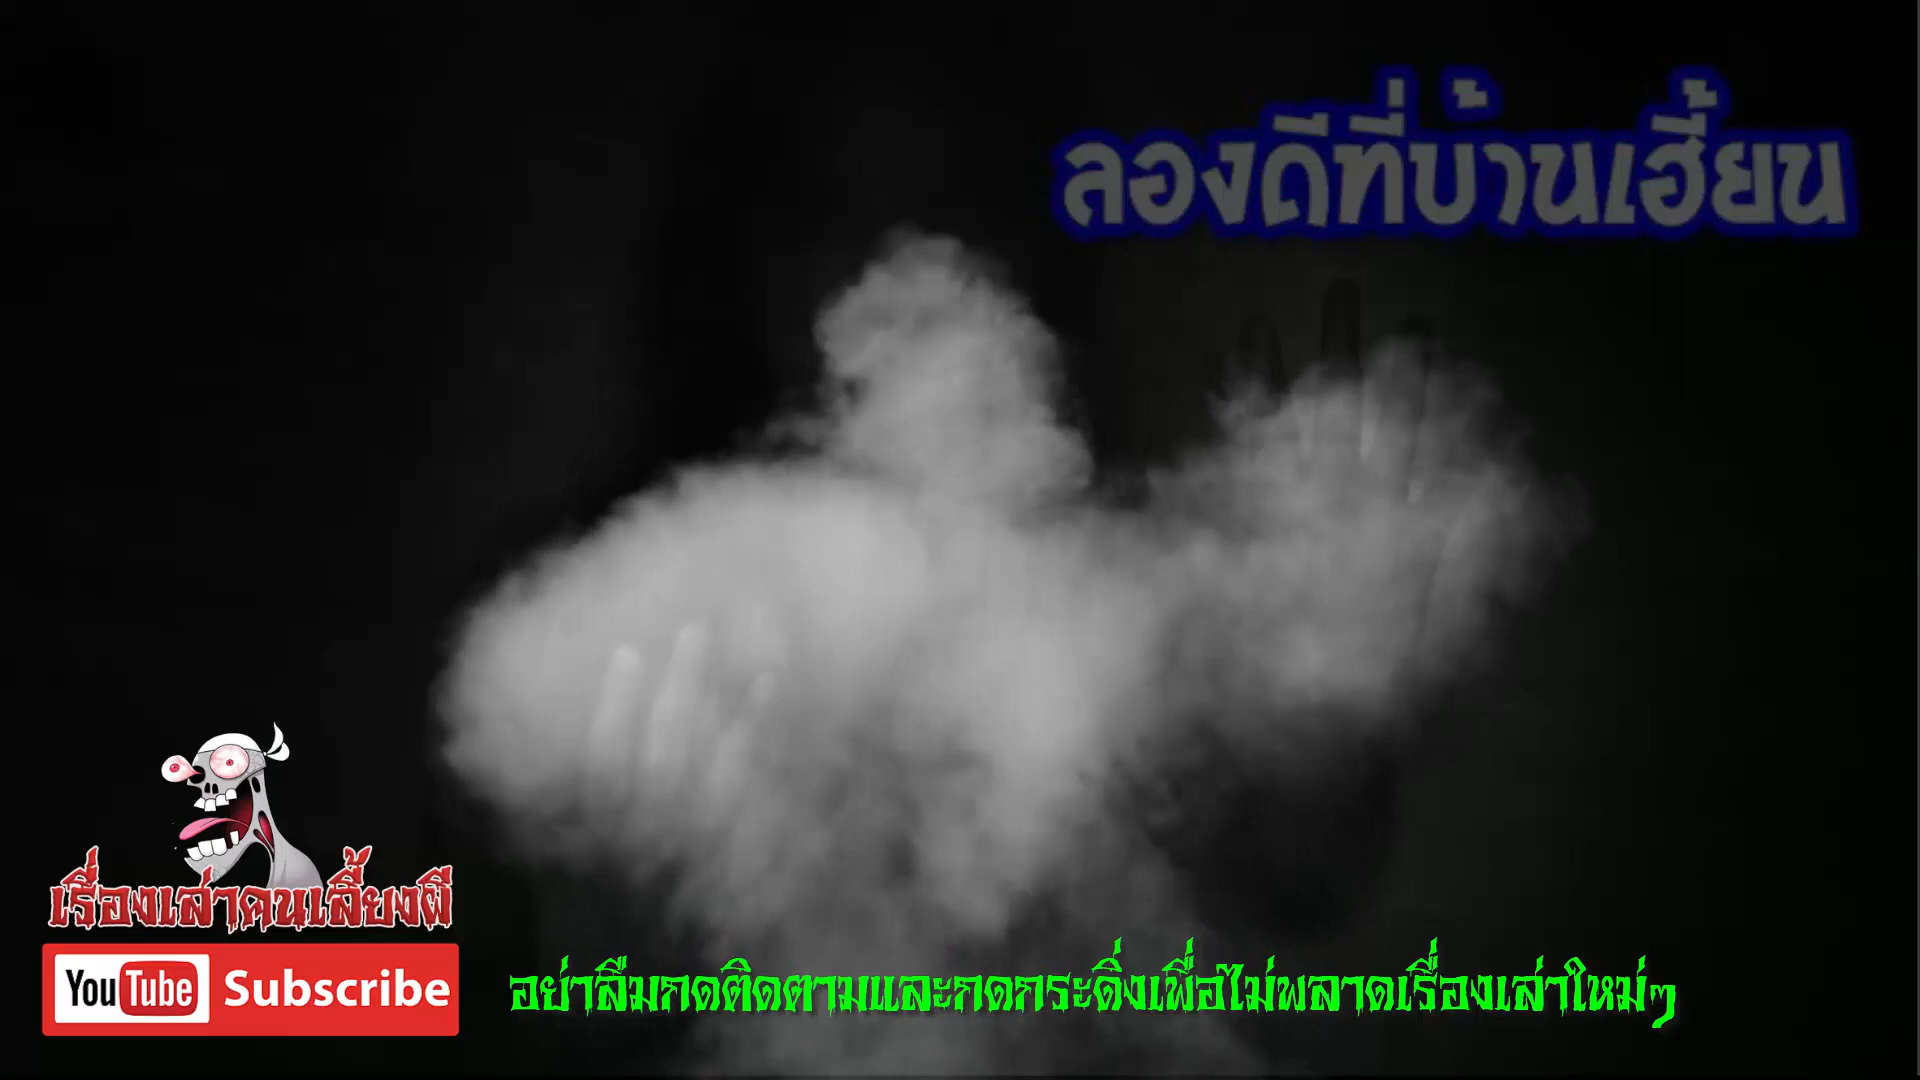 ลองดีที่บ้านเฮี้ยน
เรื่องเล่าคนเลี้ยงผี
YouTube Subscribe
อย่าลืมกดติดตามและกดกระดิ่งเพื่อไม่พลาดเรื่องเล่าใหม่ๆ